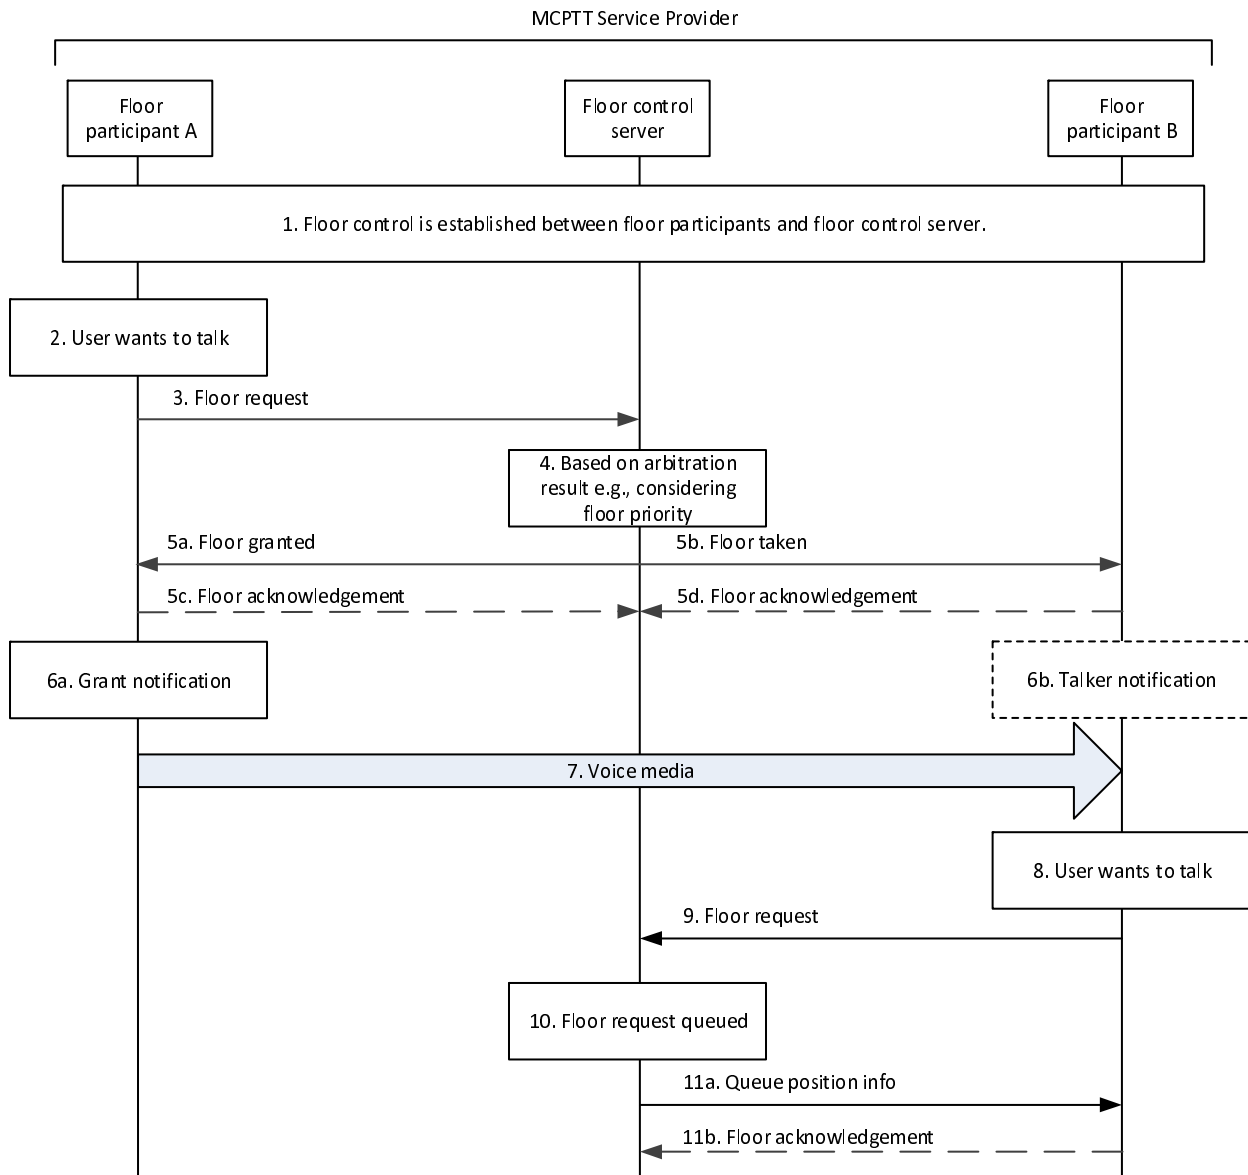 MCPTT Service Provider
Floor
participant A
Floor control
server
Floor
participant B
1. Floor control is established between floor participants and floor control server.
2. User wants to talk
3. Floor request
4. Based on arbitration
result e.g., considering
floor priority
5a. Floor granted
5b. Floor taken
5c. Floor acknowledgement
5d. Floor acknowledgement
6a. Grant notification
6b. Talker notification
7. Voice media
8. User wants to talk
9. Floor request
10. Floor request queued
11a. Queue position info
11b. Floor acknowledgement